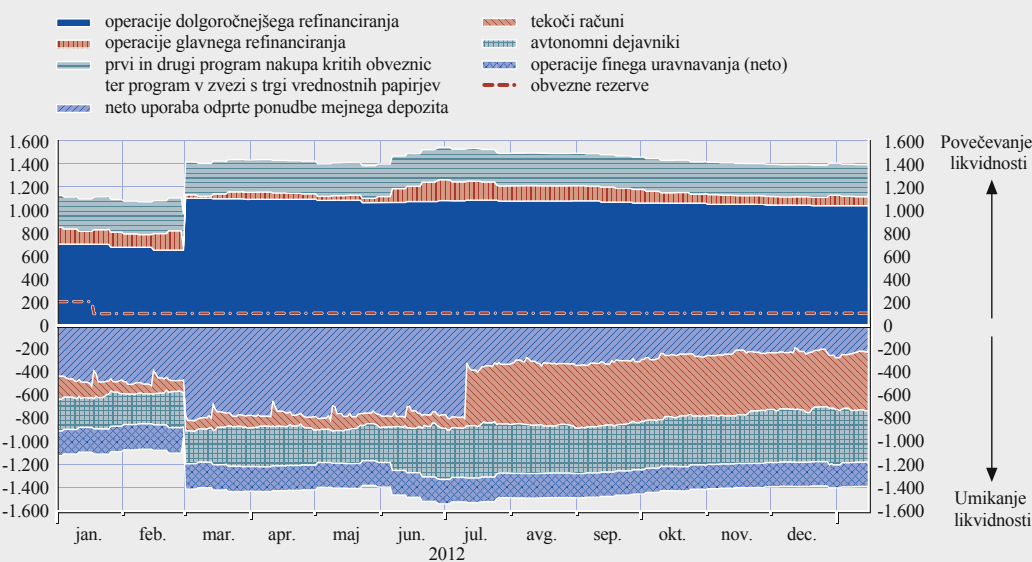 operacije dolgoročnejšega refinanciranja
operacije glavnega refinanciranja
prvi in drugi program nakupa kritih obveznic
ter program v zvezi s trgi vrednostnih papirjev
neto uporaba odprte ponudbe mejnega depozita
tekoči računi
avtonomni dejavniki
operacije finega uravnavanja (neto)
obvezne rezerve
1.600
1.400
1.200
1.000
800
600
400
200
0
-200
-400
-600
-800
-1.000
-1.200
-1.400
-1.600
1.600
1.400
1.200
1.000
800
600
400
200
0
-200
-400
-600
-800
-1.000
-1.200
-1.400
-1.600
Povečevanje
likvidnosti
Umikanje
likvidnosti
jan. feb. mar. apr. maj jun. jul. avg. sep. okt. nov. dec.
2012